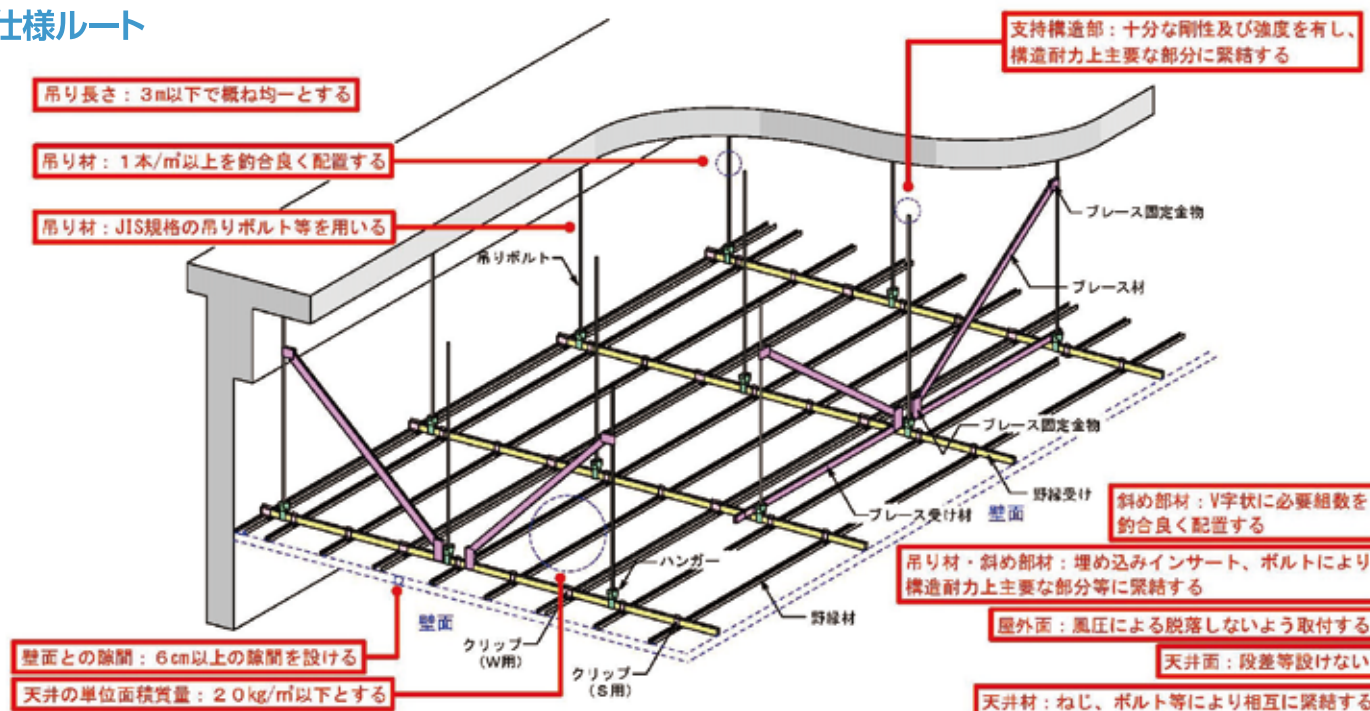 仕様ルート
支持構造部：十分な剛性及び強度を有し、
構造耐力上主要な部分に緊結する
吊り長さ：3m以下で概ね均一とする
吊り材：1本/㎡以上を釣合良く配置する
吊り材：JIS規格の吊りボルト等を用いる
ブレース固定金物
吊りボルト
ブレース材
ブレース固定金物
野縁受け
壁面
ブレース受け材
斜め部材：V字状に必要組数を
釣合良く配置する
ハンガー
吊り材・斜め部材：埋め込みインサート、ボルトにより
構造耐力上主要な部分等に緊結する
野縁材
壁面
屋外面：風圧による脱落しないよう取付する
クリップ
（W用）
壁面との隙間：6cm以上の隙間を設ける
天井面：段差等設けない
クリップ
（S用）
天井の単位面積質量：20kg/㎡以下とする
天井材：ねじ、ボルト等により相互に緊結する